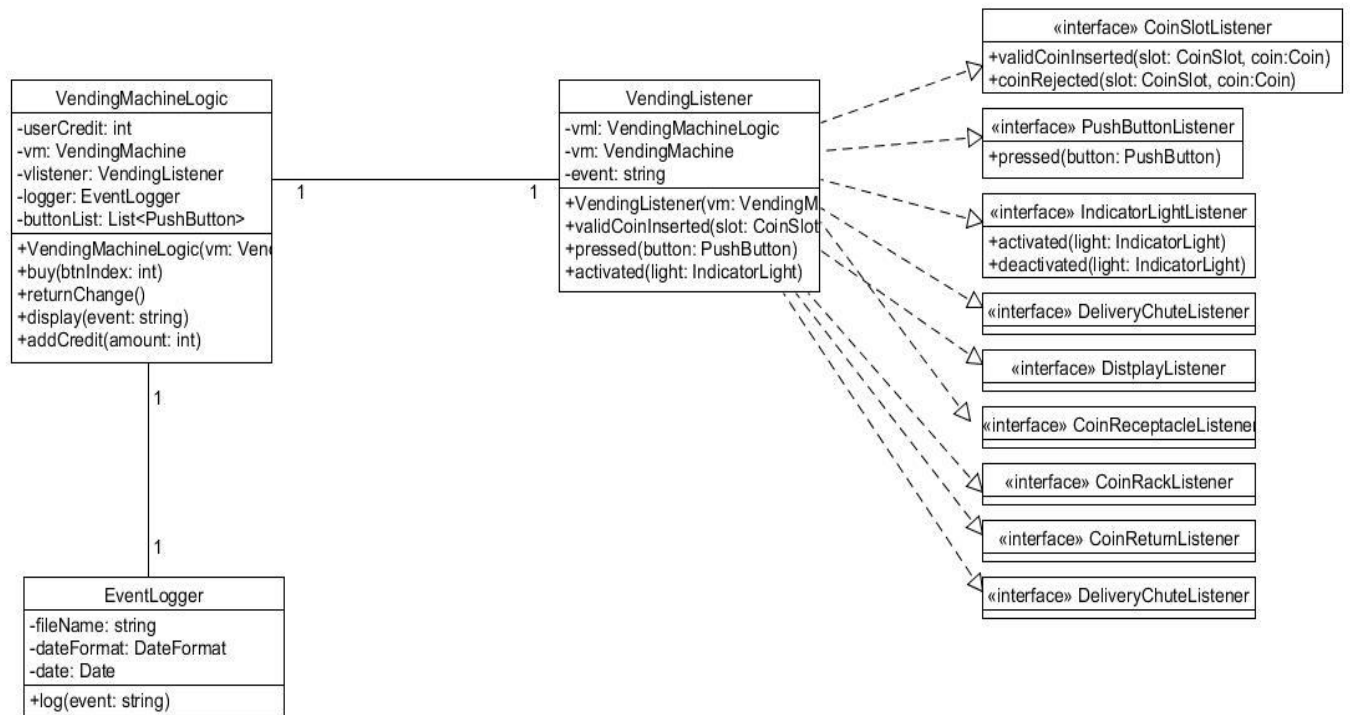 VendingMachineLogic
-userCredit: int
-vm: VendingMachine
-vlistener: VendingListener
-logger: EventLogger
-buttonList: List<PushButton>
+VendingMachineLogic(vm: Vend
+buy(btnIndex: int)
+returnChange()
+display(event: string)
+addCredit(amount: int)
1
1
VendingListener
-vml: VendingMachineLogic
-vm: VendingMachine
-event: string
+VendingListener(vm: VendingM
+validCoinInserted(slot: CoinSlot
+pressed(button: PushButton)
+activated(light: IndicatorLight)
1
1
EventLogger
-fileName: string
-dateFormat: DateFormat
-date: Date
+log(event: string)
«interface» CoinSlotListener
+validCoinInserted(slot: CoinSlot, coin:Coin)
+coinRejected(slot: CoinSlot, coin:Coin)
«interface» PushButtonListener
+pressed(button: PushButton)
«interface» IndicatorLightListener
+activated(light: IndicatorLight)
+deactivated(light: IndicatorLight)
«interface» DeliveryChuteListener
«interface» DistplayListener
«interface» CoinReceptacleListener
«interface» CoinRackListener
«interface» CoinReturnListener
«interface» DeliveryChuteListener